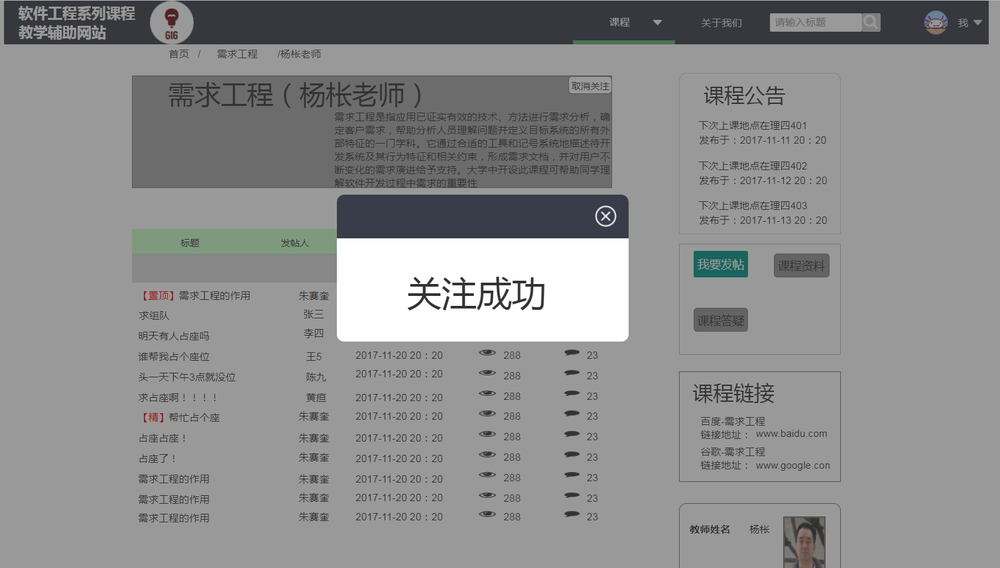 软件工程系列课程
教学辅助网站
G16
课程
关于我们
请输入标题
我
首页 / 需求工程 /杨枨老师
需求工程（杨枨老师）
取消关注
需求工程是指应用已证实有效的技术、方法进行需求分析，确
定客户需求，帮助分析人员理解问题并定义目标系统的所有外
部特征的一门学科。它通过合适的工具和记号系统地描述待开
发系统及其行为特征和相关约束，形成需求文档，并对用户不
断变化的需求演进给予支持。大学中开设此课程可帮助同学理
解软件开发过程中需求的重要性
标题 发帖人
关注成功
【置顶】需求工程的作用 朱赛奎
求组队 张三
明天有人占座吗 李四
谁帮我占个座位 王5 2017-11-20 20：20 288 23
头一天下午3点就没位 陈九 2017-11-20 20：20 288 23
求占座啊！！！！ 黄疸 2017-11-20 20：20 288 23
【精】帮忙占个座 朱赛奎 2017-11-20 20：20 288 23
占座占座！ 朱赛奎 2017-11-20 20：20 288 23
占座了！ 朱赛奎 2017-11-20 20：20 288 23
需求工程的作用 朱赛奎 2017-11-20 20：20 288 23
需求工程的作用 朱赛奎 2017-11-20 20：20 288 23
需求工程的作用 朱赛奎 2017-11-20 20：20 288 23
课程公告
下次上课地点在理四401
发布于：2017-11-11 20：20
下次上课地点在理四402
发布于：2017-11-12 20：20
下次上课地点在理四403
发布于：2017-11-13 20：20
我要发帖 课程资料
课程答疑
课程链接
百度-需求工程
链接地址： www.baidu.com
谷歌-需求工程
链接地址： www.google.con
教师姓名 杨枨